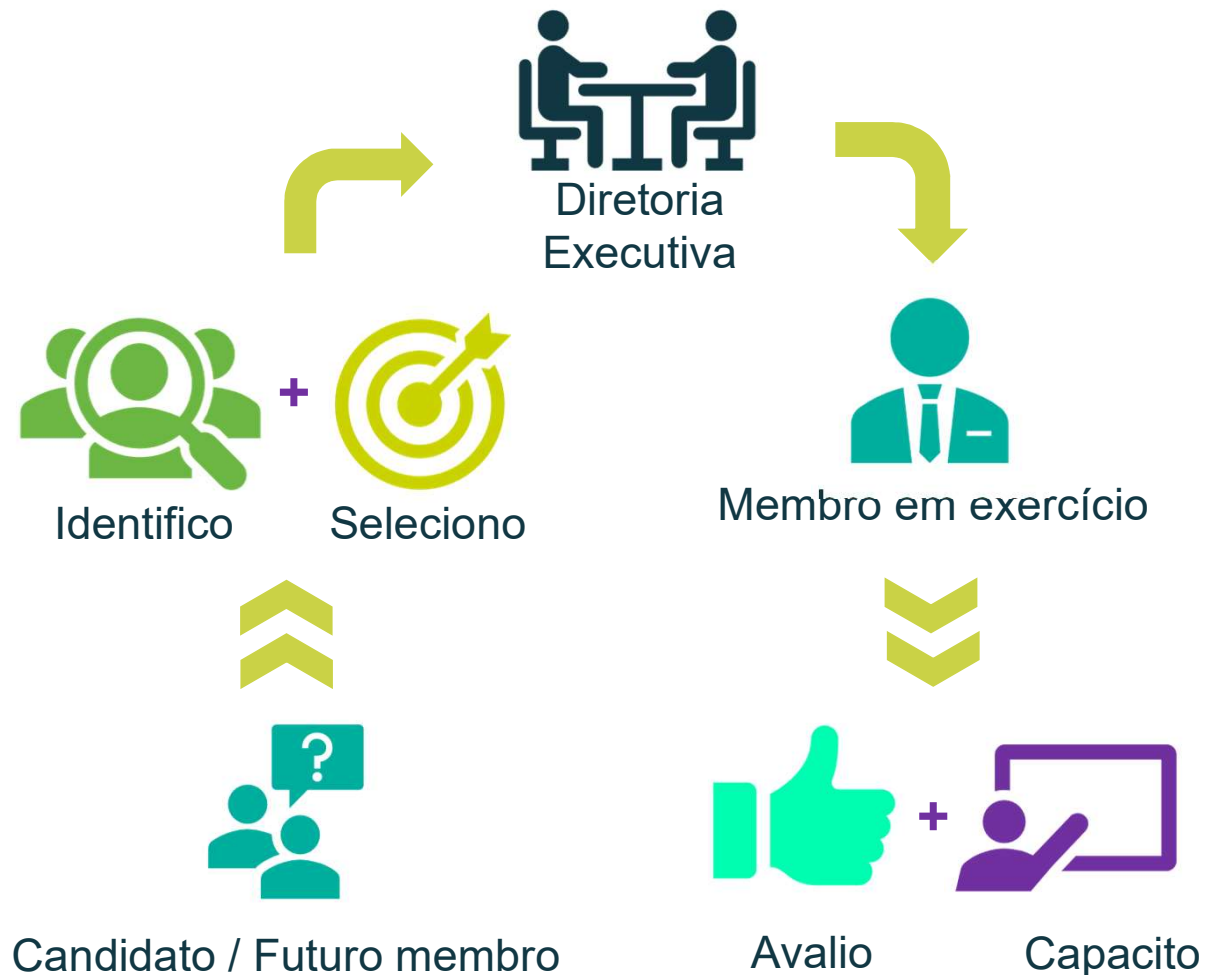 Diretoria
Executiva
+
Identifico
Seleciono
Membro em exercício
?
+
Candidato / Futuro membro
Avalio
Capacito